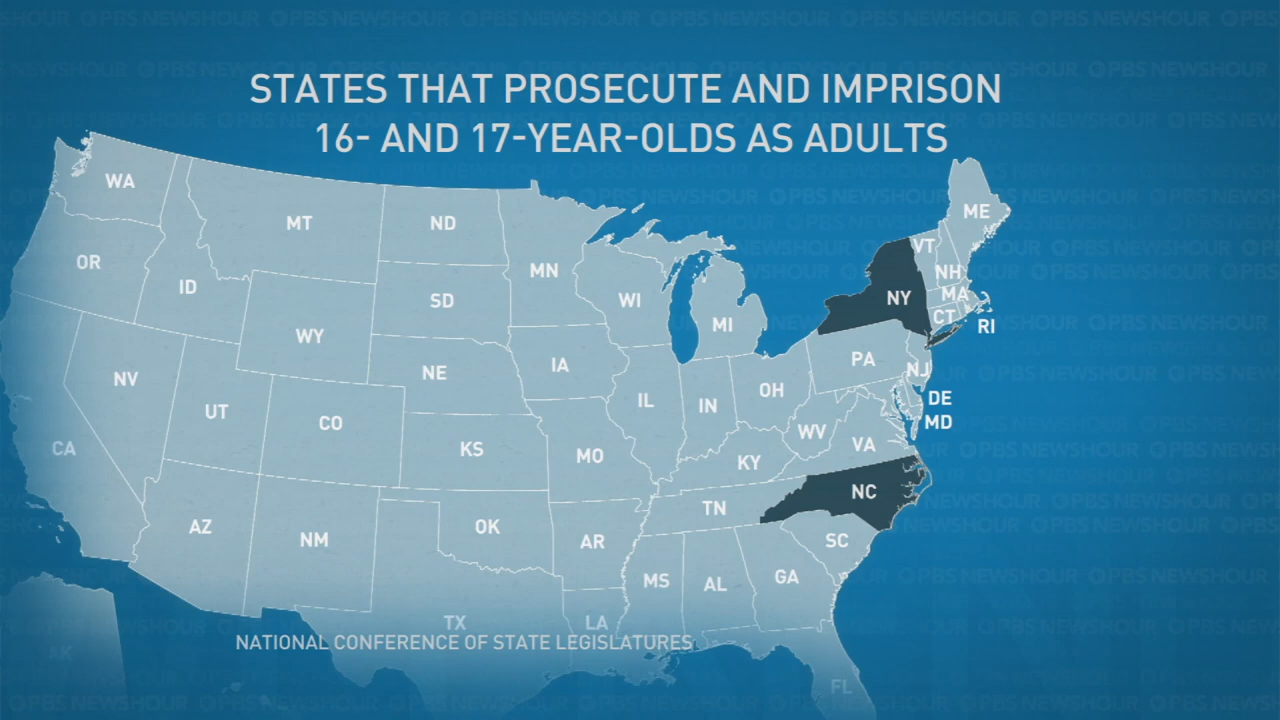 STATES THAT PROSECUTE AND IMPRISON
16- AND 17-YEAR-OLDS AS ADULTS
WA
MT
ND
ME
OR
ID
SD
MN
VT
NH
WI
NY
MA
WY
MI
CT
RI
NV
NE
IA
PA
NJ
UT
CO
IL
IN
OH
DE
MD
CA
KS
MO
WV
VA
KY
NC
AZ
NM
OK
TN
AR
SC
MS
AL
GA
TX
LA
NATIONAL CONFERENCE OF STATE LEGISLATURES
AK
FL
PBS NEWSHOUR